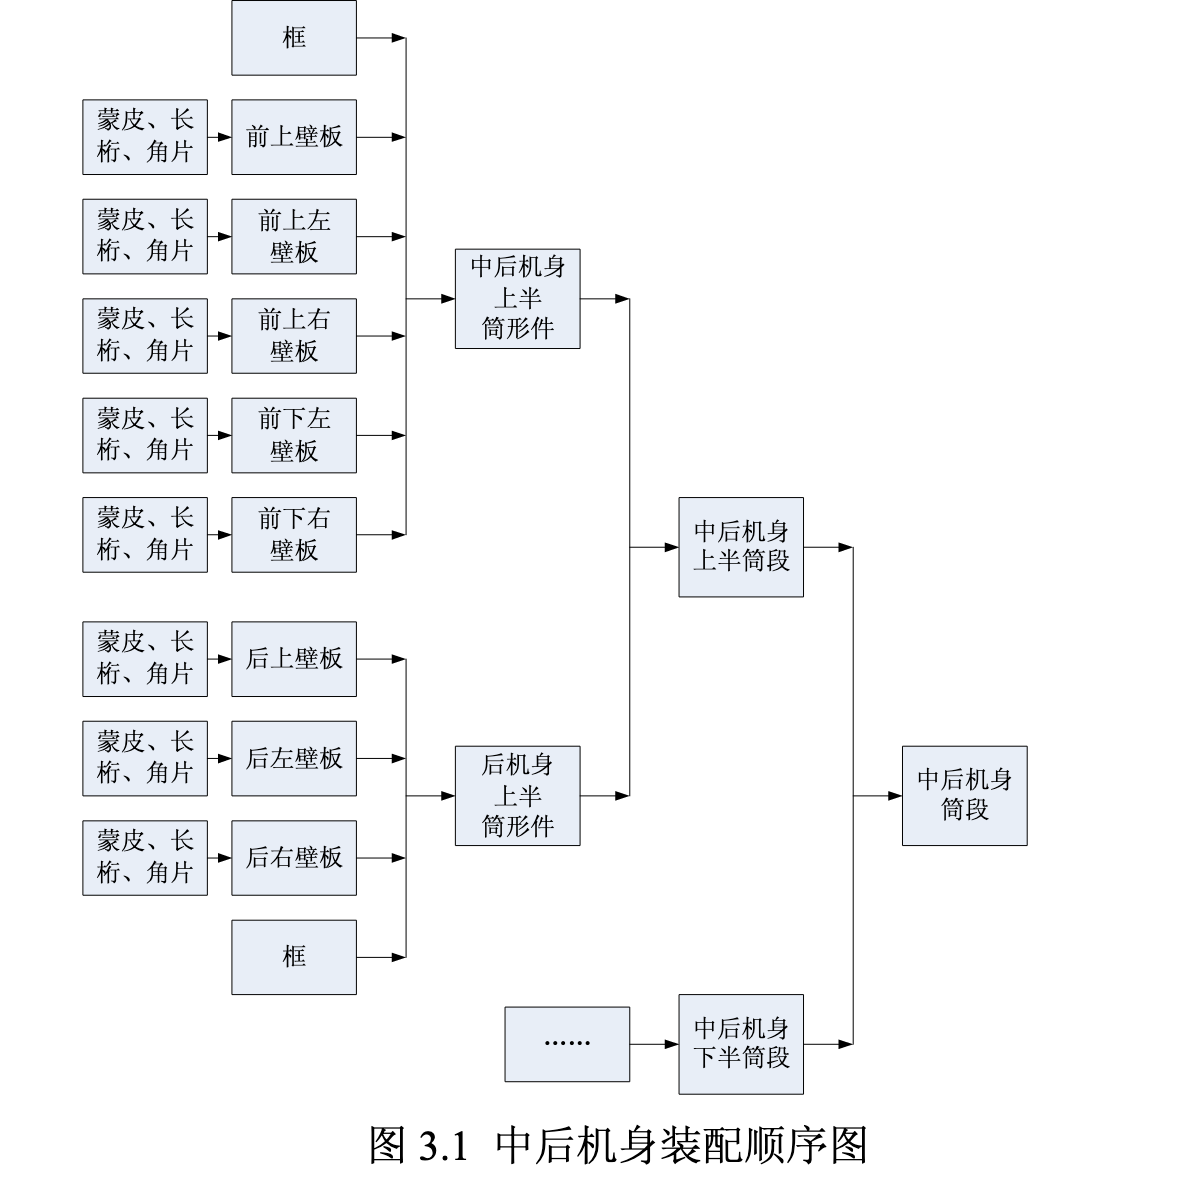 框
蒙皮、长
桁、角片
前上壁板
蒙皮、长
桁、角片
前上左
壁板
蒙皮、长
桁、角片
前上右
壁板
蒙皮、长
桁、角片
前下左
壁板
蒙皮、长
桁、角片
前下右
壁板
中后机身
上半
筒形件
蒙皮、长
桁、角片
后上壁板
蒙皮、长
桁、角片
后左壁板
蒙皮、长
桁、角片
后右壁板
框
后机身
上半
筒形件
中后机身
上半筒段
……
中后机身
下半筒段
中后机身
筒段
图 3.1 中后机身装配顺序图